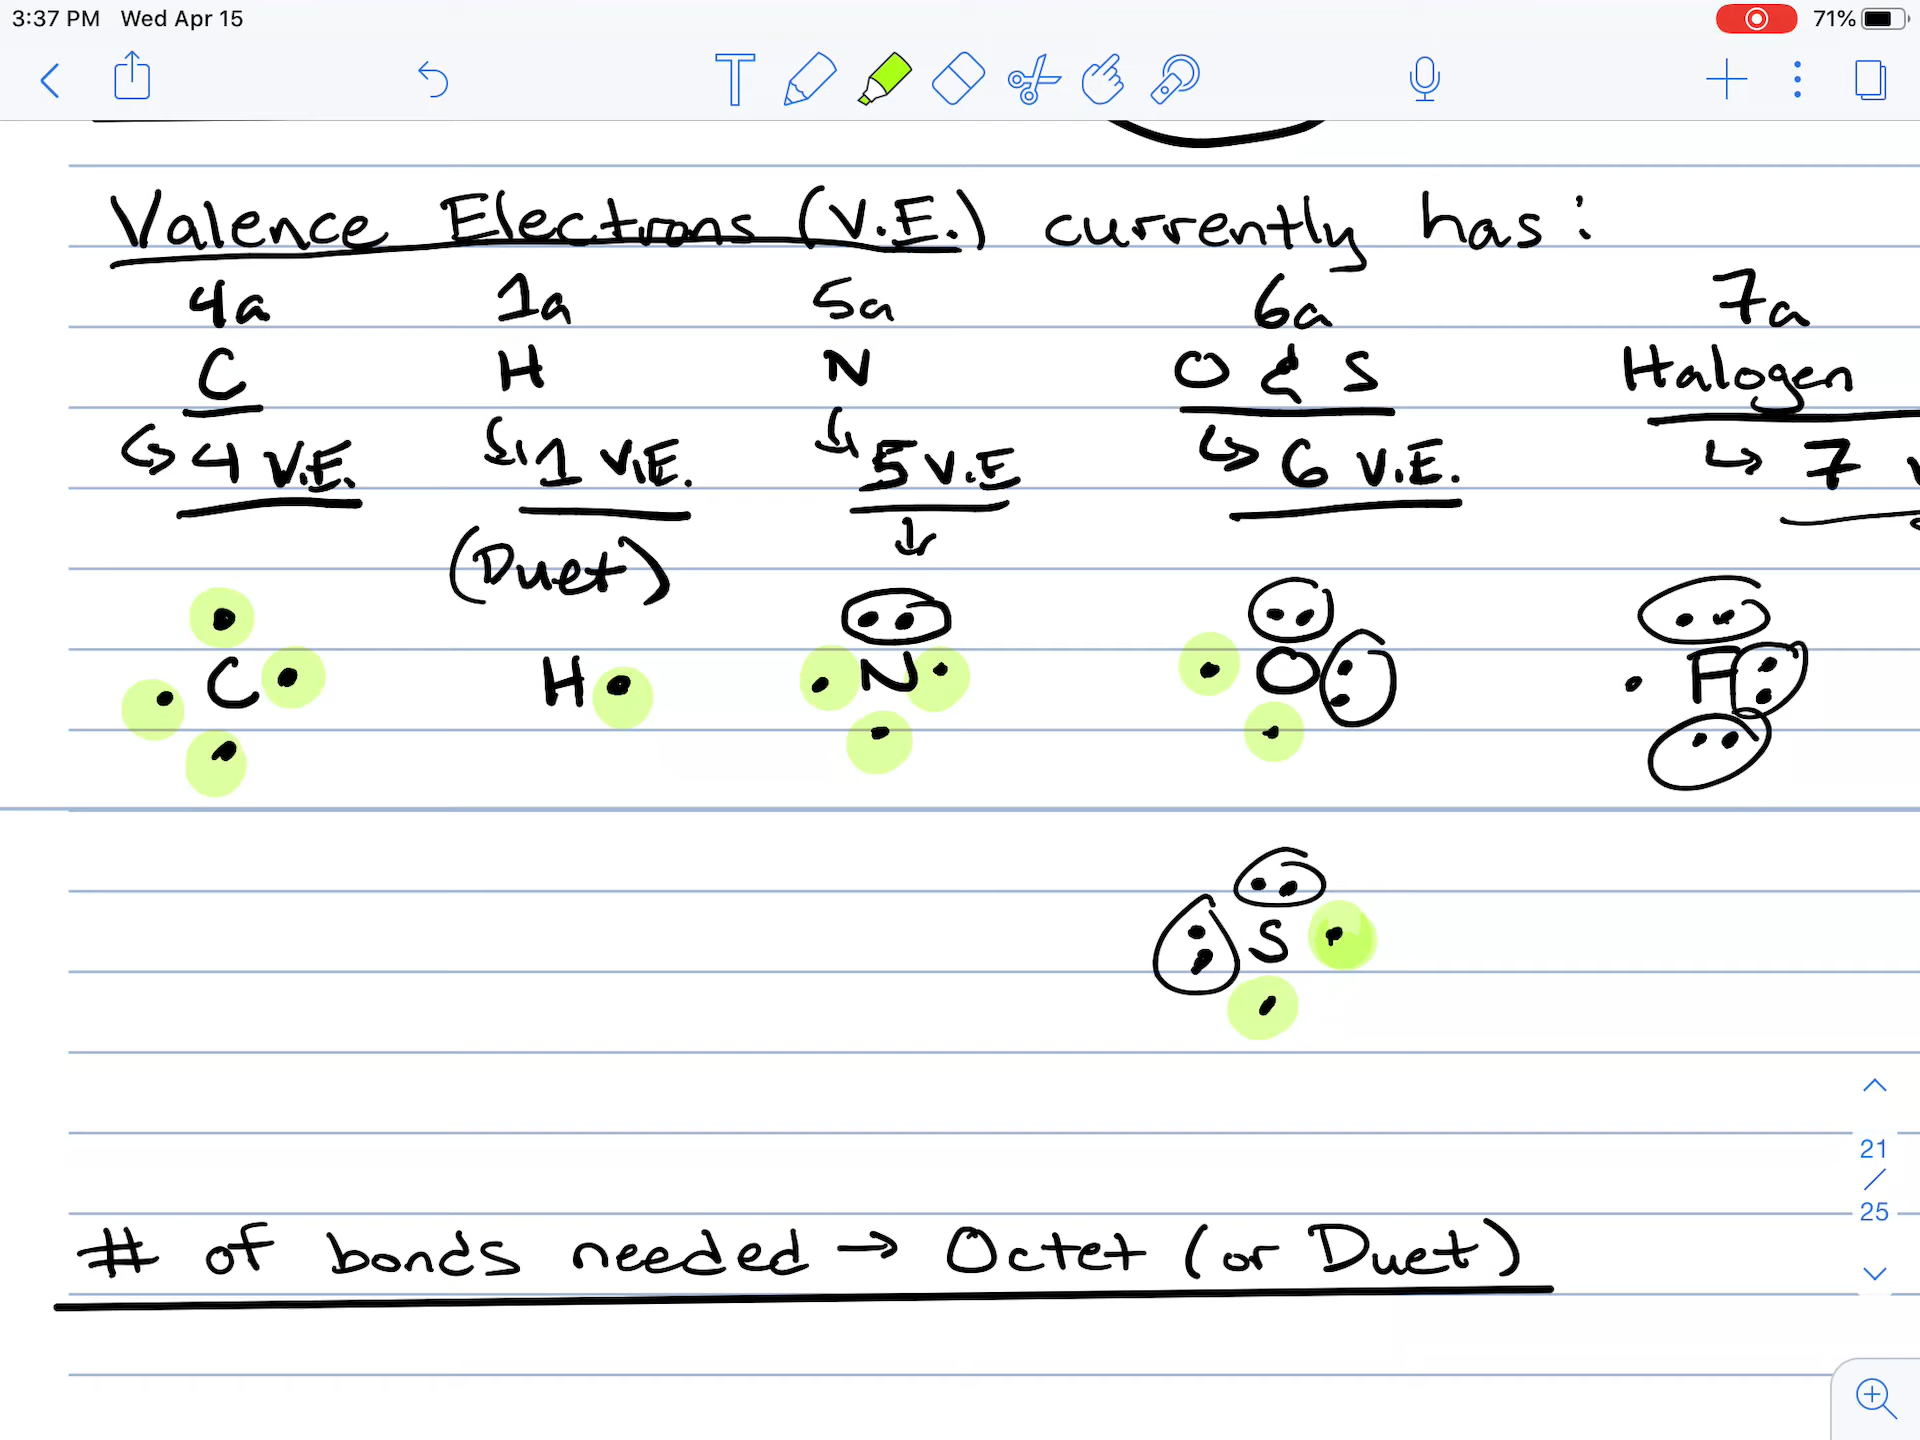 3:37 PM Wed Apr 15 71%
T
Valence Electrons (V.E.) currently has:
4a 1a 5a 6a 7a
C H N O & S Halogen
↳ 4 V.E. ↳ 1 V.E. ↳ 5 V.E ↳ 6 V.E. ↳ 7
(Duet) ↓
C H N O F
S
21
/
25
# of bonds needed → Octet (or Duet)